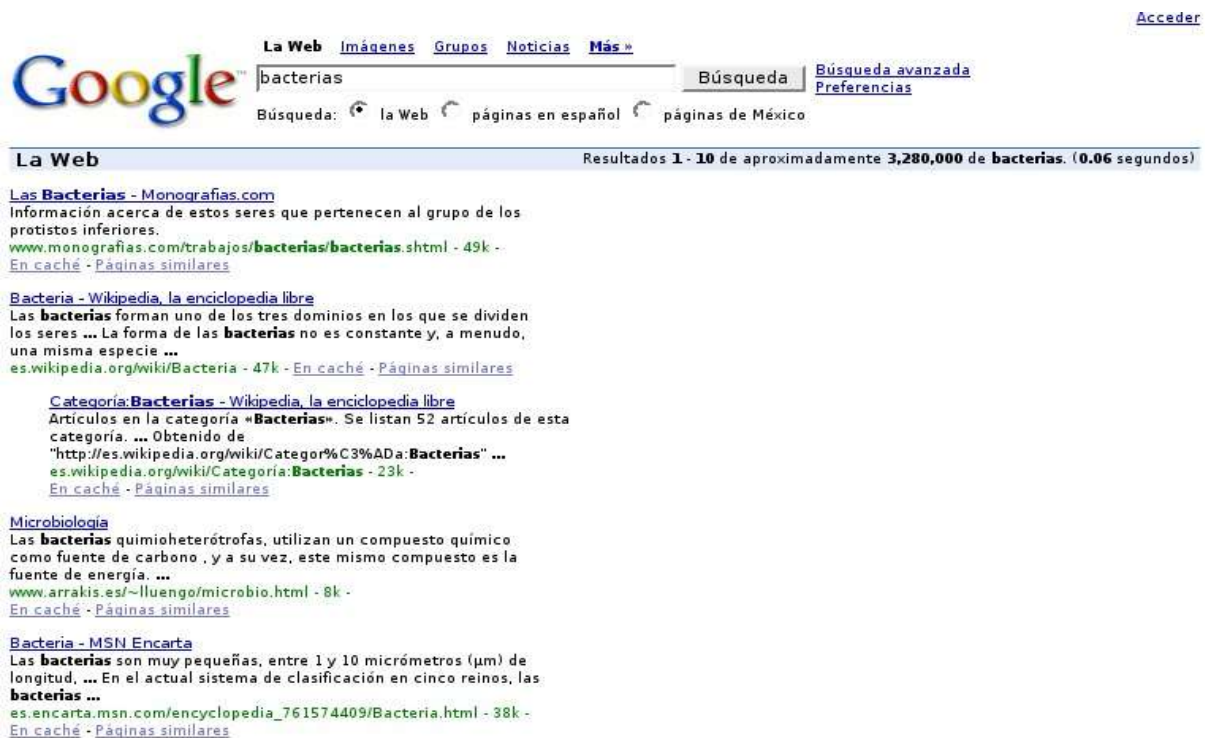 Acceder
La Web Imágenes Grupos Noticias Más »
Google™
bacterias Búsqueda Búsqueda avanzada
Preferencias
Búsqueda: la Web páginas en español páginas de México
La Web Resultados 1 - 10 de aproximadamente 3,280,000 de bacterias. (0.06 segundos)
Las Bacterias - Monografias.com
Información acerca de estos seres que pertenecen al grupo de los
protistos inferiores.
www.monografias.com/trabajos/bacterias/bacterias.shtml - 49k -
En caché - Páginas similares
Bacteria - Wikipedia, la enciclopedia libre
Las bacterias forman uno de los tres dominios en los que se dividen
los seres ... La forma de las bacterias no es constante y, a menudo,
una misma especie ...
es.wikipedia.org/wiki/Bacteria - 47k - En caché - Páginas similares
Categoría:Bacterias - Wikipedia, la enciclopedia libre
Artículos en la categoría «Bacterias». Se listan 52 artículos de esta
categoría. ... Obtenido de
"http://es.wikipedia.org/wiki/Categor%C3%ADa:Bacterias" ...
es.wikipedia.org/wiki/Categoría:Bacterias - 23k -
En caché - Páginas similares
Microbiología
Las bacterias quimioheterótrofas, utilizan un compuesto químico
como fuente de carbono , y a su vez, este mismo compuesto es la
fuente de energía. ...
www.arrakis.es/~lluengo/microbio.html - 8k -
En caché - Páginas similares
Bacteria - MSN Encarta
Las bacterias son muy pequeñas, entre 1 y 10 micrómetros (µm) de
longitud, ... En el actual sistema de clasificación en cinco reinos, las
bacterias ...
es.encarta.msn.com/encyclopedia_761574409/Bacteria.html - 38k -
En caché - Páginas similares